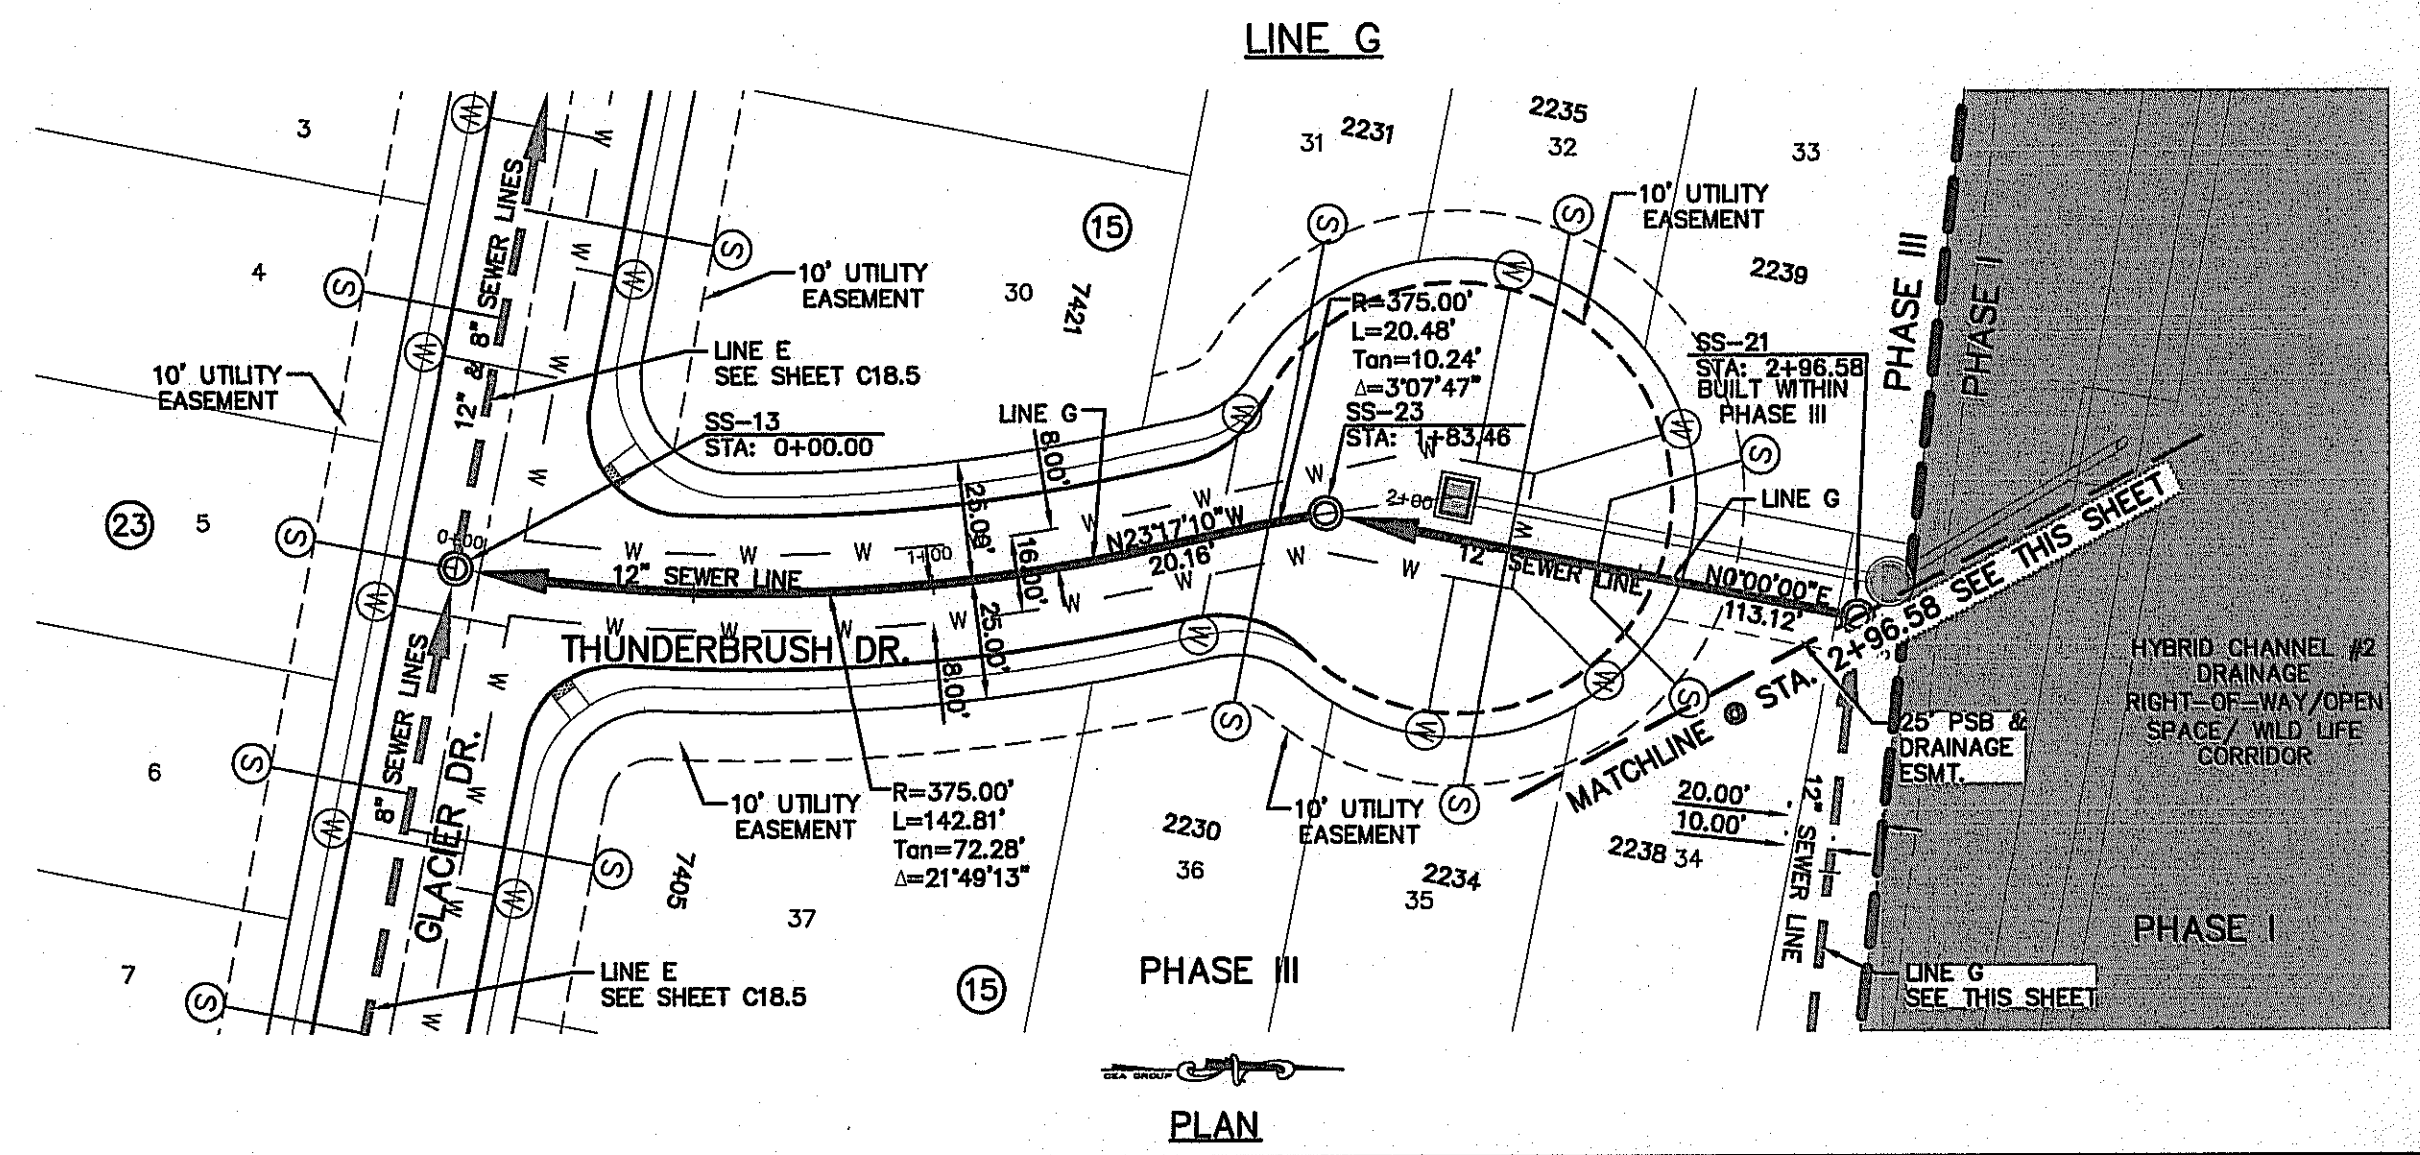 LINE G
3
4
23
5
6
7
10' UTILITY
EASEMENT
12" & 8" SEWER LINES
8" SEWER LINES
GLACIER DR.
10' UTILITY
EASEMENT
LINE E
SEE SHEET C18.5
SS-13
STA: 0+00.00
0+00
12" SEWER LINE
1+00
THUNDERBRUSH DR.
30
7421
15
31
2231
2235
32
33
2239
10' UTILITY
EASEMENT
R=375.00'
L=20.48'
Tan=10.24'
Δ=3°07'47"
SS-23
STA: 1+83.46
LINE G
8.00'
25.00'
16.00'
25.00'
8.00'
N23°17'10"W
20.16'
2+00
SS-21
STA: 2+96.58
BUILT WITHIN
PHASE III
LINE G
12" SEWER LINE
N0°00'00"E
113.12'
PHASE III
PHASE I
MATCHLINE @ STA. 2+96.58 SEE THIS SHEET
HYBRID CHANNEL #2
DRAINAGE
RIGHT-OF-WAY/OPEN
SPACE/ WILD LIFE
CORRIDOR
25' PSB &
DRAINAGE
ESMT.
20.00'
10.00'
12" SEWER LINE
2238 34
2234
35
2230
36
10' UTILITY
EASEMENT
10' UTILITY
EASEMENT
R=375.00'
L=142.81'
Tan=72.28'
Δ=21°49'13"
7405
37
LINE E
SEE SHEET C18.5
15
PHASE III
PHASE I
LINE G
SEE THIS SHEET
CEA GROUP
PLAN